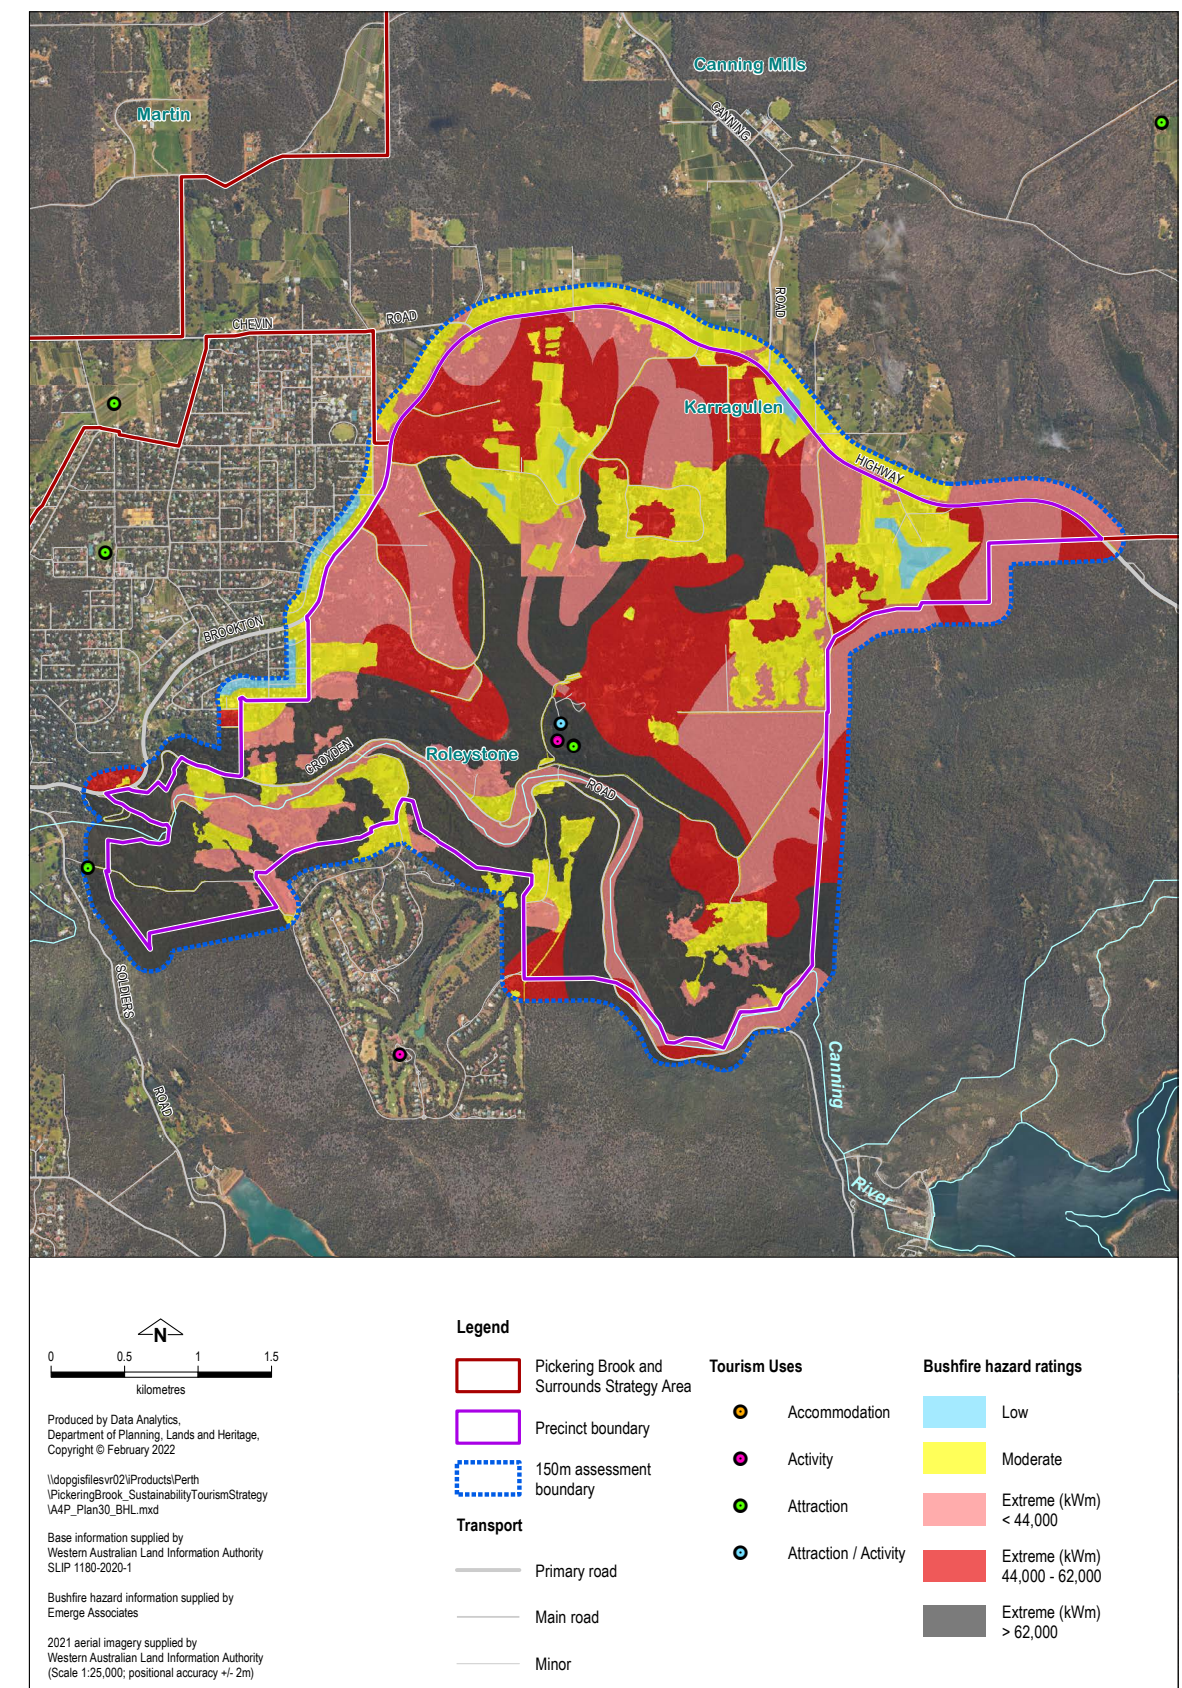 Canning Mills
Martin
CANNING
ROAD
CHEVIN
ROAD
Karragullen
HIGHWAY
BROCKTON
CROYDEN
Roleystone
ROAD
SOLDIERS
ROAD
Canning
River
N
0 0.5 1 1.5
kilometres
Produced by Data Analytics,
Department of Planning, Lands and Heritage,
Copyright © February 2022
\\dopgisfilesvr02\iProducts\Perth
\PickeringBrook_SustainabilityTourismStrategy
\A4P_Plan30_BHL.mxd
Base information supplied by
Western Australian Land Information Authority
SLIP 1180-2020-1
Bushfire hazard information supplied by
Emerge Associates
2021 aerial imagery supplied by
Western Australian Land Information Authority
(Scale 1:25,000; positional accuracy +/- 2m)
Legend
Pickering Brook and
Surrounds Strategy Area
Precinct boundary
150m assessment
boundary
Transport
Primary road
Main road
Minor
Tourism Uses
Accommodation
Activity
Attraction
Attraction / Activity
Bushfire hazard ratings
Low
Moderate
Extreme (kWm)
< 44,000
Extreme (kWm)
44,000 - 62,000
Extreme (kWm)
> 62,000